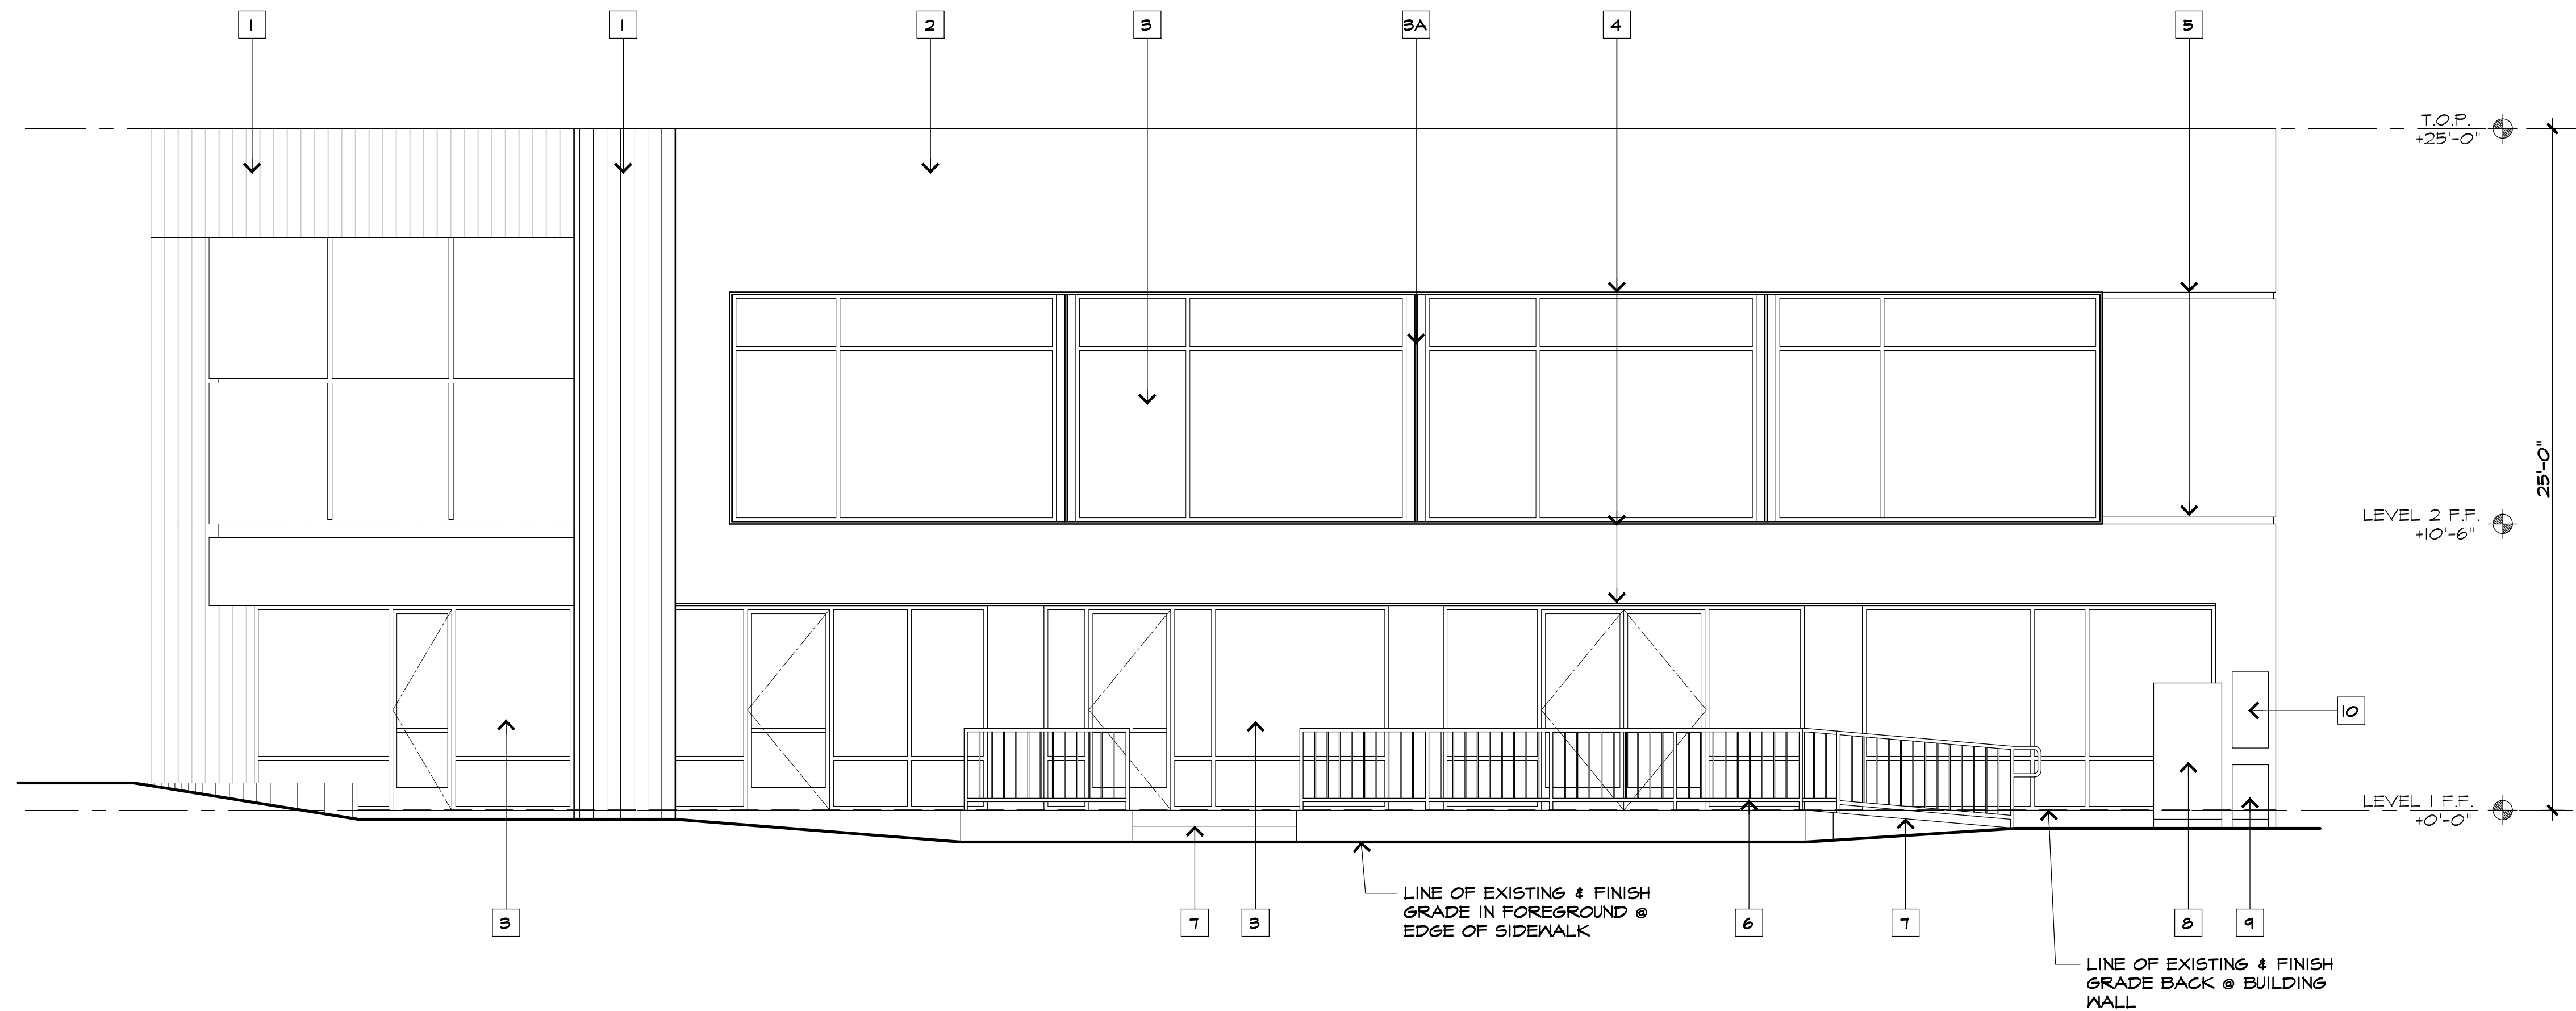 1
1
2
3
3A
4
5
T.O.P.
+25'-0"
25'-0"
LEVEL 2 F.F.
+10'-6"
10
LEVEL 1 F.F.
+0'-0"
LINE OF EXISTING & FINISH
GRADE IN FOREGROUND @
EDGE OF SIDEWALK
3
7
3
6
7
8
9
LINE OF EXISTING & FINISH
GRADE BACK @ BUILDING
WALL